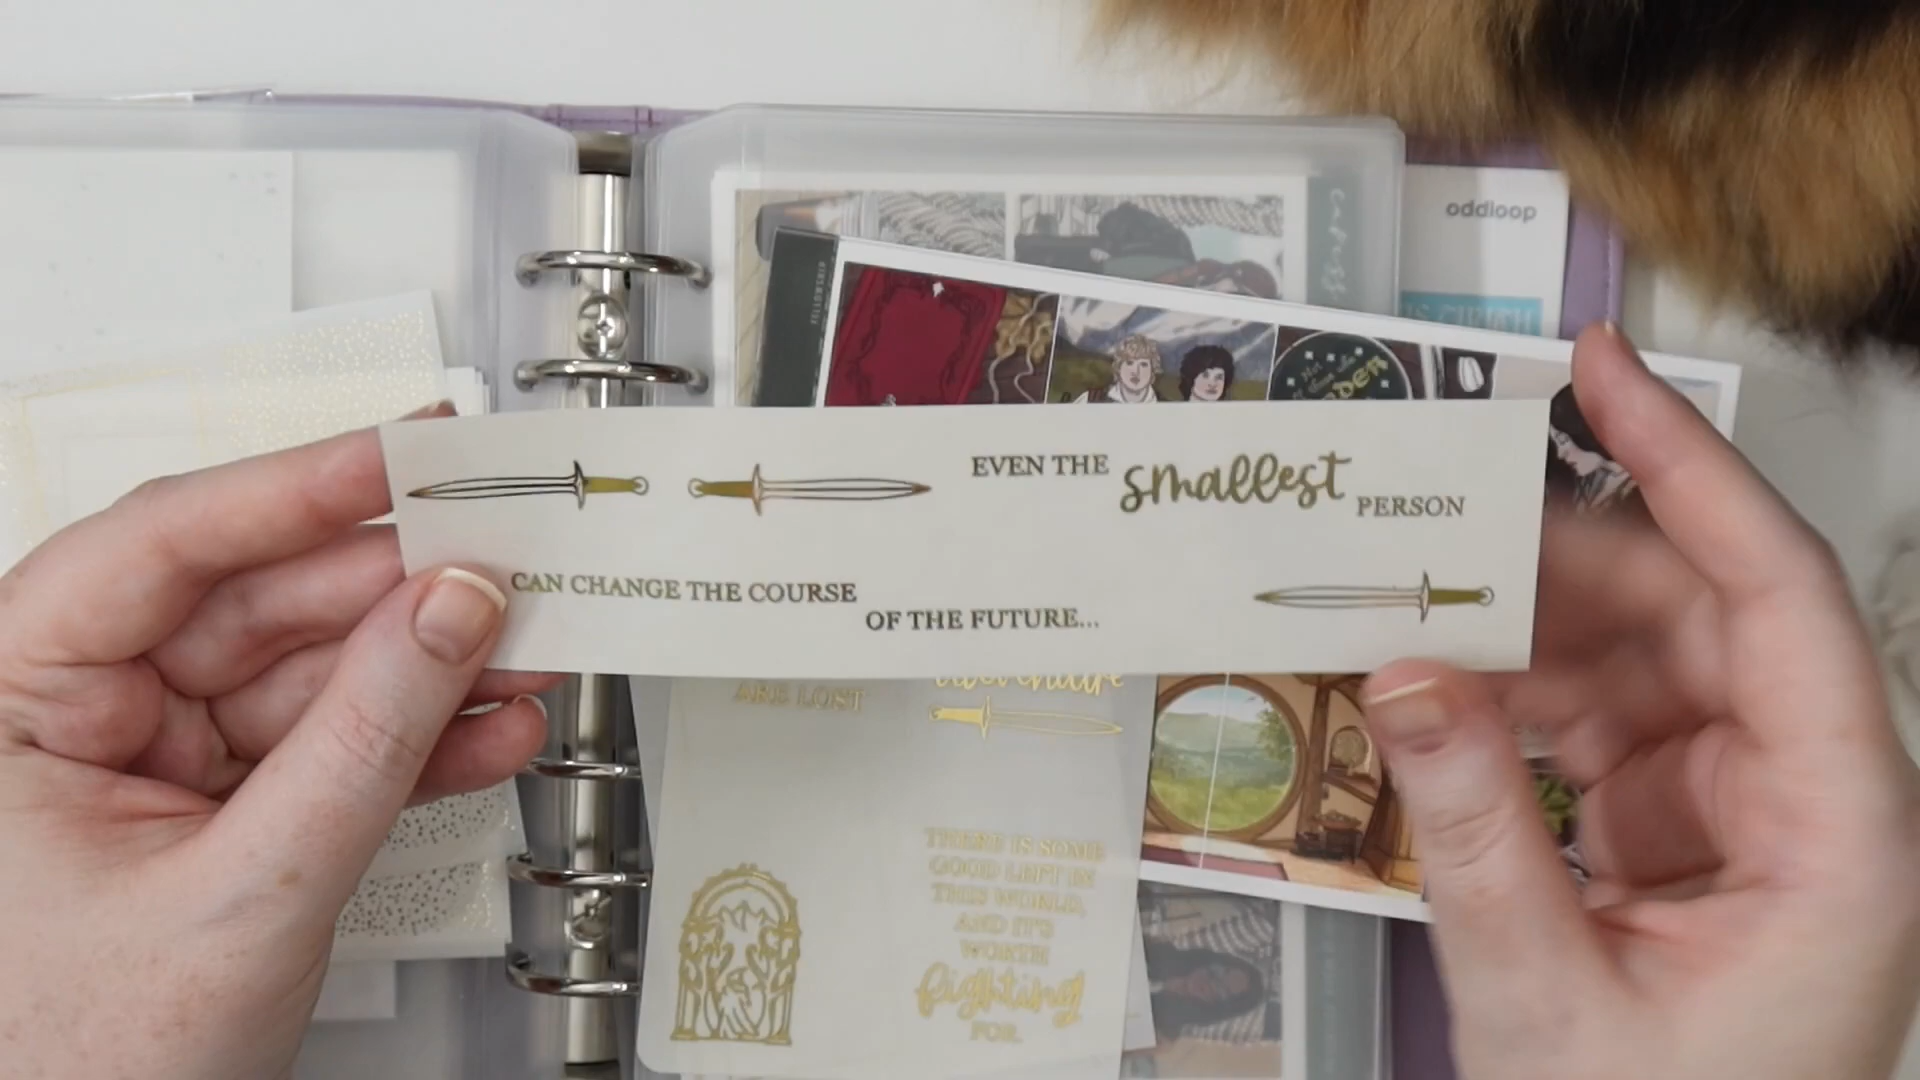 oddloop
EVEN THE smallest PERSON
CAN CHANGE THE COURSE
OF THE FUTURE...
ARE LOST
THERE IS SOME
GOOD LEFT IN
THIS WORLD,
AND IT'S
WORTH
fighting
FOR.